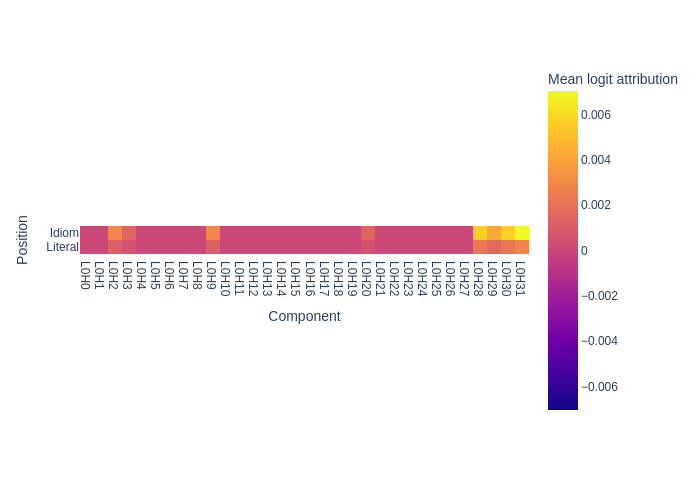 Mean logit attribution
0.006
0.004
0.002
0
−0.002
−0.004
−0.006
Position
Idiom
Literal
L0H0 L0H1 L0H2 L0H3 L0H4 L0H5 L0H6 L0H7 L0H8 L0H9 L0H10 L0H11 L0H12 L0H13 L0H14 L0H15 L0H16 L0H17 L0H18 L0H19 L0H20 L0H21 L0H22 L0H23 L0H24 L0H25 L0H26 L0H27 L0H28 L0H29 L0H30 L0H31
Component